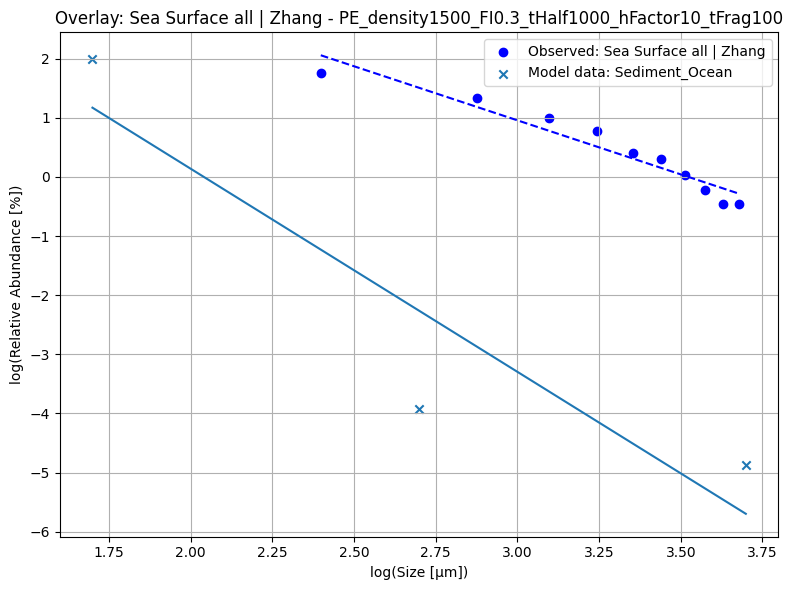 Overlay: Sea Surface all | Zhang - PE_density1500_FI0.3_tHalf1000_hFactor10_tFrag100
Observed: Sea Surface all | Zhang
Model data: Sediment_Ocean
log(Relative Abundance [%])
2
1
0
−1
−2
−3
−4
−5
−6
1.75 2.00 2.25 2.50 2.75 3.00 3.25 3.50 3.75
log(Size [µm])